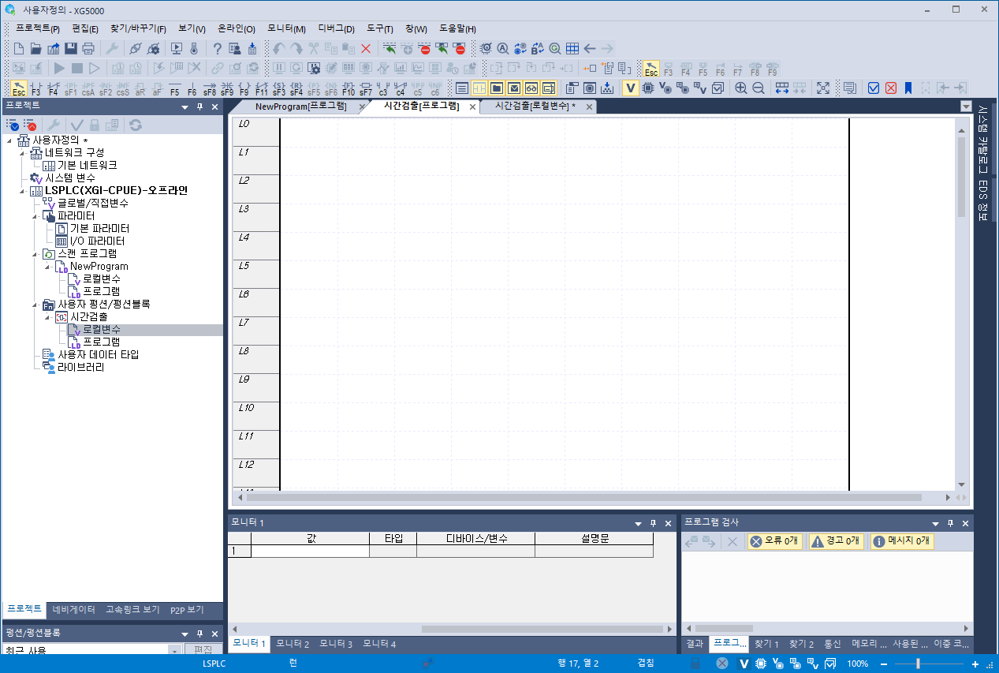 사용자정의 - XG5000
프로젝트(P) 편집(E) 찾기/바꾸기(F) 보기(V) 온라인(O) 모니터(M) 디버그(D) 도구(T) 창(W) 도움말(H)
Esc F3 F4 F5 F6 F7 F8 F9
Esc F3 F4 sF1 csA sF2 csS aR aF F5 F6 sF8 sF9 F9 F11 sF3 sF4 sF5 sF6 F10 sF7 c3 c4 c5 c6
프로젝트
NewProgram[프로그램] 시간검출[프로그램] 시간검출[로컬변수] *
사용자정의 *
네트워크 구성
기본 네트워크
시스템 변수
LSPLC(XGI-CPUE)-오프라인
글로벌/직접변수
파라미터
기본 파라미터
I/O 파라미터
스캔 프로그램
NewProgram
로컬변수
프로그램
사용자 펑션/펑션블록
시간검출
로컬변수
프로그램
사용자 데이터 타입
라이브러리
프로젝트 네비게이터 고속링크 보기 P2P 보기
펑션/펑션블록
최근 사용 편집
L0
L1
L2
L3
L4
L5
L6
L7
L8
L9
L10
L11
L12
시스템 카탈로그
EDS 정보
모니터 1
값 타입 디바이스/변수 설명문
1
모니터 1 모니터 2 모니터 3 모니터 4
프로그램 검사
오류 0개 경고 0개 메시지 0개
결과 프로그... 찾기 1 찾기 2 통신 메모리 ... 사용된 ... 이중 코...
LSPLC 런 행 17, 열 2 겹침 100%